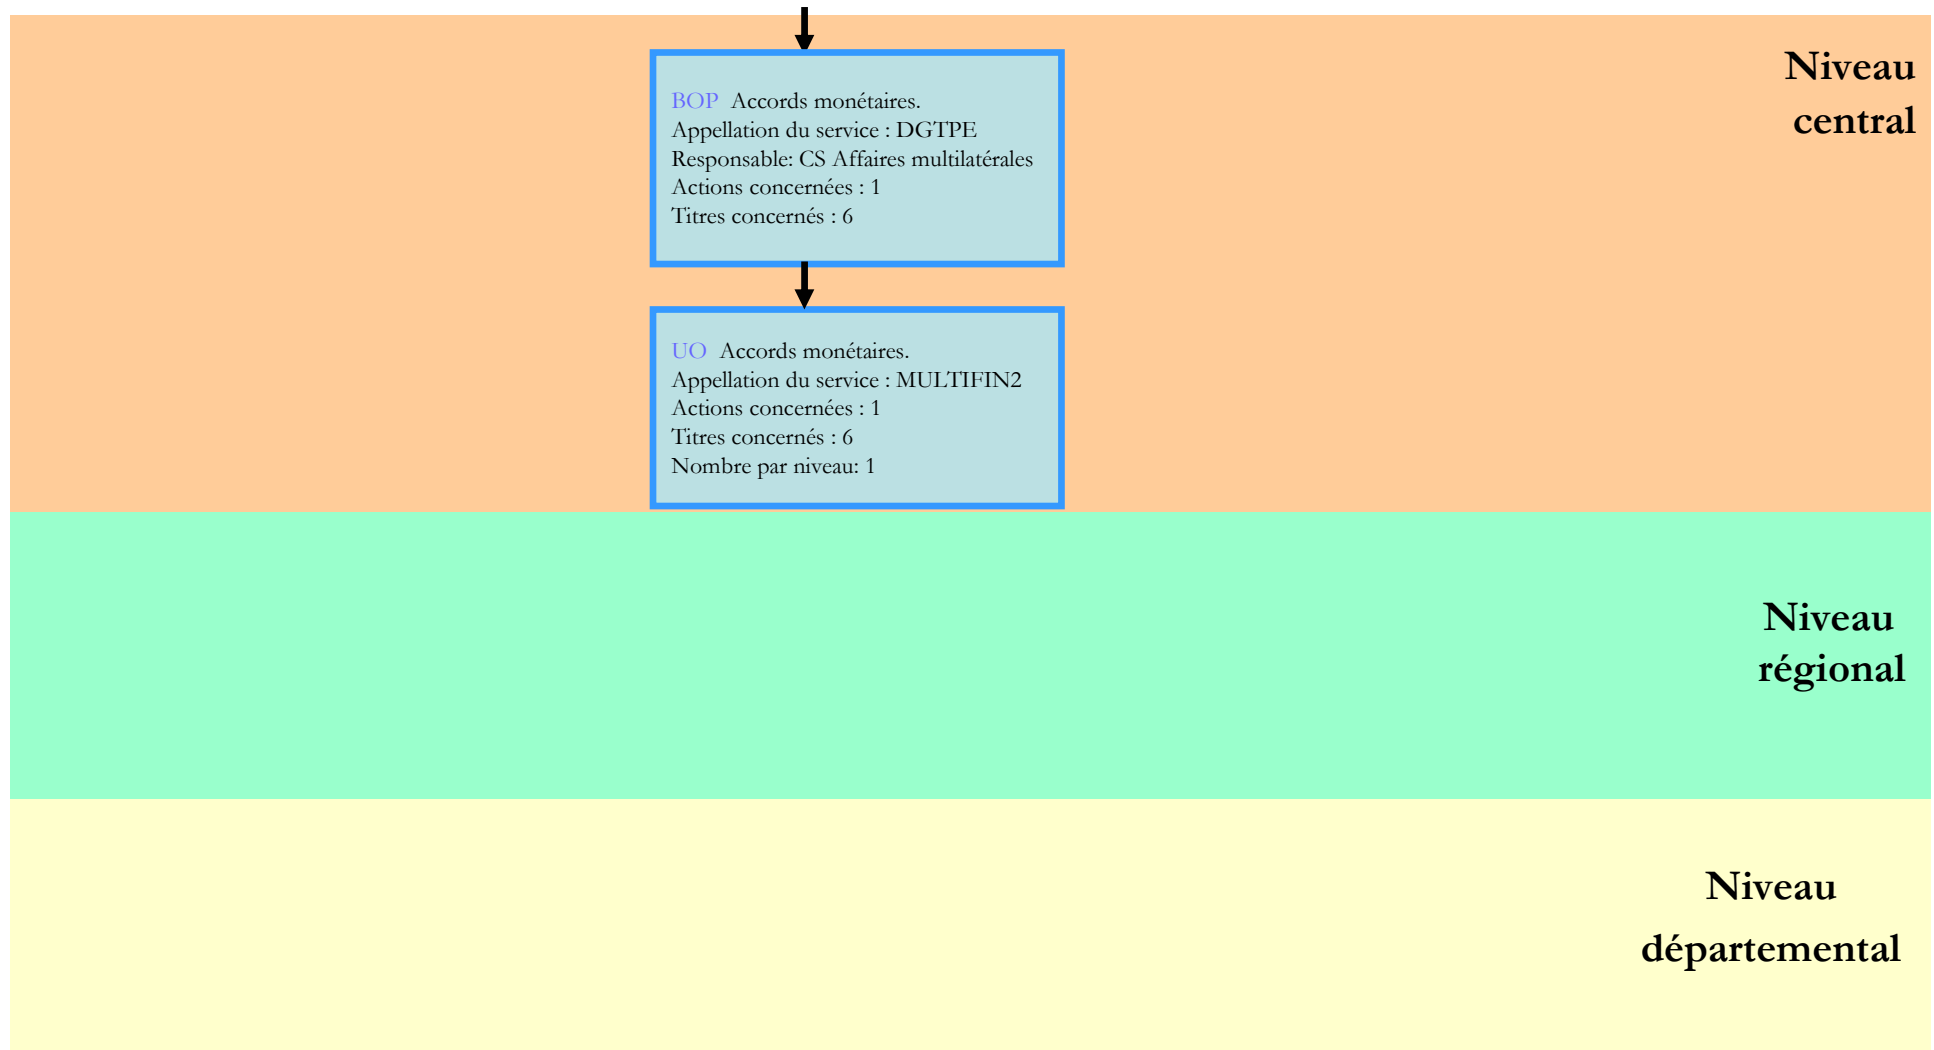 Niveau
central
BOP  Accords monétaires.
Appellation du service : DGTPE
Responsable: CS Affaires multilatérales
Actions concernées : 1
Titres concernés : 6
UO  Accords monétaires.
Appellation du service : MULTIFIN2
Actions concernées : 1
Titres concernés : 6
Nombre par niveau: 1
Niveau
régional
Niveau
départemental